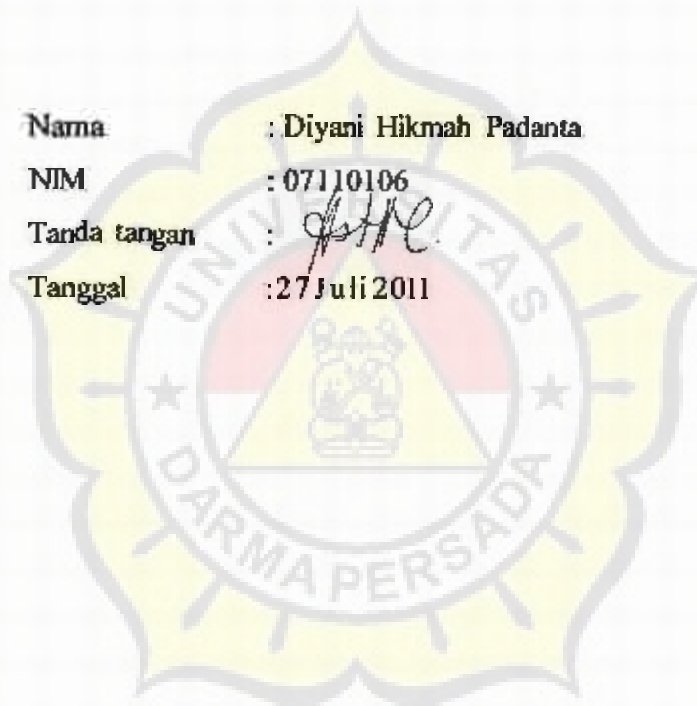 Nama : Diyani Hikmah Padanta
NIM : 07110106
Tanda tangan :
Tanggal :27 Juli 2011
UNIVERSITAS
DARMA PERSADA